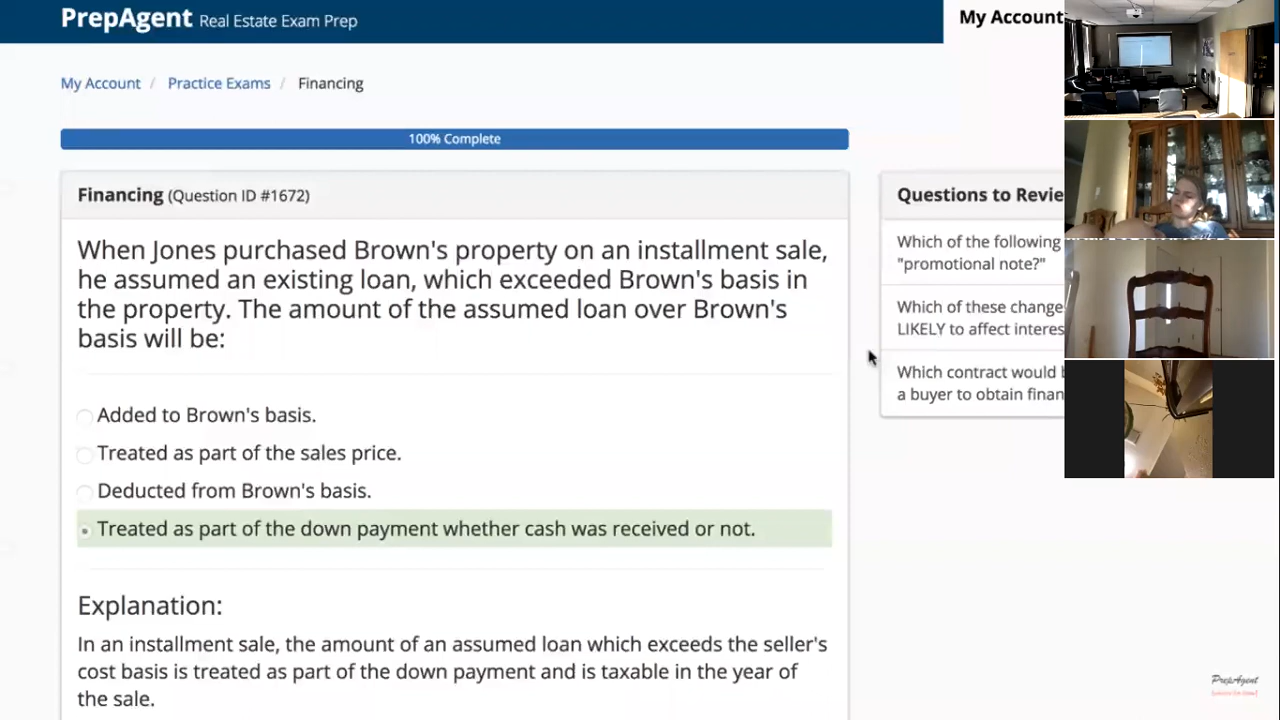 PrepAgent Real Estate Exam Prep
My Account
My Account / Practice Exams / Financing
100% Complete
Financing (Question ID #1672)
When Jones purchased Brown's property on an installment sale,
he assumed an existing loan, which exceeded Brown's basis in
the property. The amount of the assumed loan over Brown's
basis will be:
Added to Brown's basis.
Treated as part of the sales price.
Deducted from Brown's basis.
Treated as part of the down payment whether cash was received or not.
Explanation:
In an installment sale, the amount of an assumed loan which exceeds the seller's
cost basis is treated as part of the down payment and is taxable in the year of
the sale.
Questions to Revie
Which of the following
"promotional note?"
Which of these change
LIKELY to affect interes
Which contract would
a buyer to obtain finan
PrepAgent